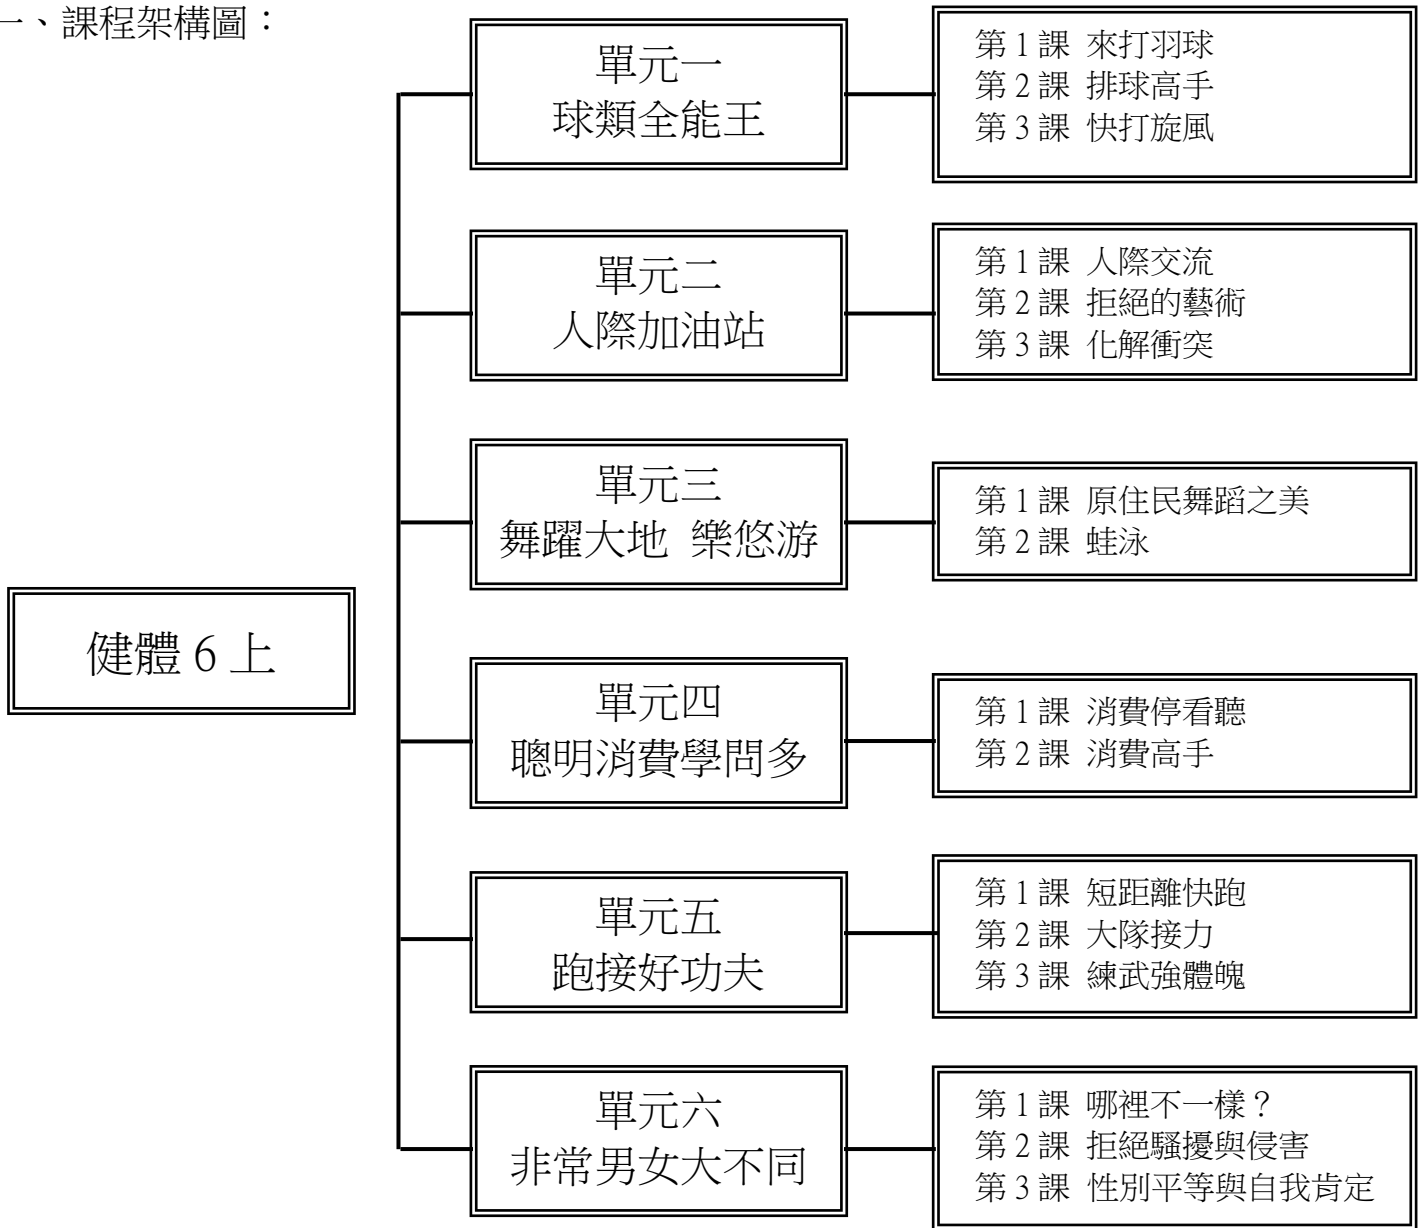 一、課程架構圖：
單元一
球類全能王
第 1 課 來打羽球
第 2 課 排球高手
第 3 課 快打旋風
單元二
人際加油站
第 1 課 人際交流
第 2 課 拒絕的藝術
第 3 課 化解衝突
單元三
舞躍大地 樂悠游
第 1 課 原住民舞蹈之美
第 2 課 蛙泳
健體 6 上
單元四
聰明消費學問多
第 1 課 消費停看聽
第 2 課 消費高手
單元五
跑接好功夫
第 1 課 短距離快跑
第 2 課 大隊接力
第 3 課 練武強體魄
單元六
非常男女大不同
第 1 課 哪裡不一樣？
第 2 課 拒絕騷擾與侵害
第 3 課 性別平等與自我肯定